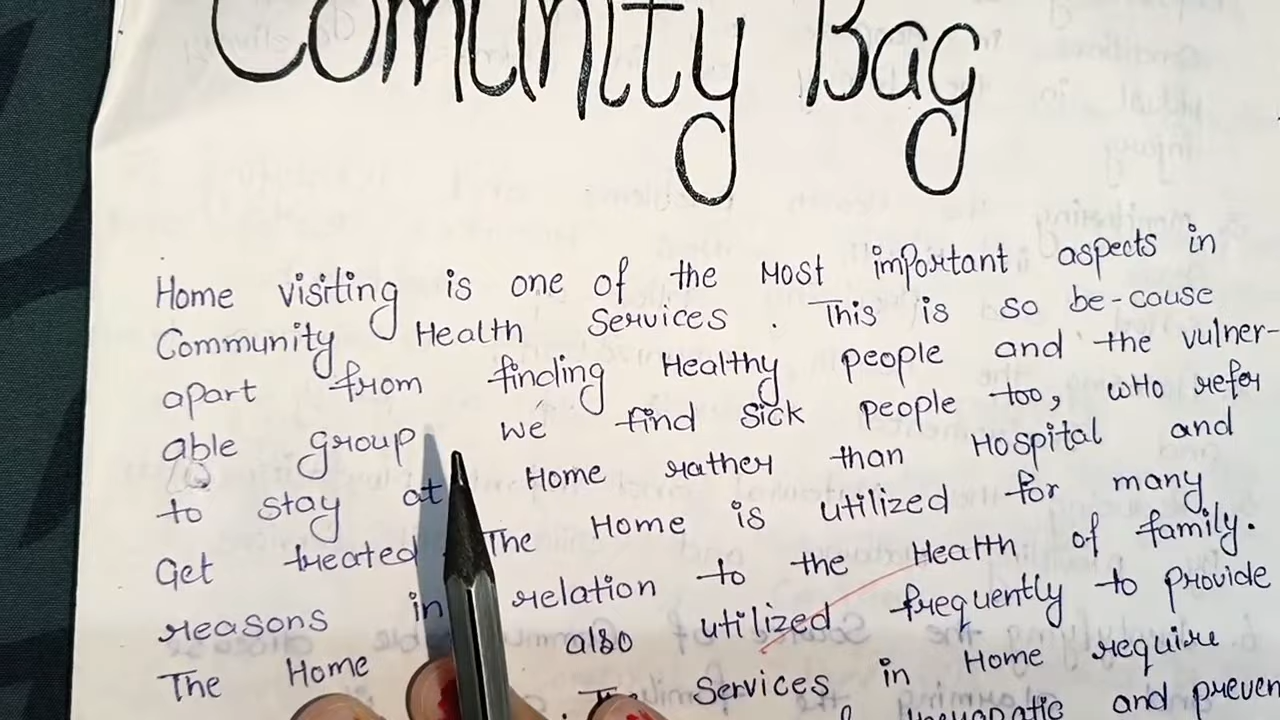 Comunity Bag
Home visiting is one of the Most important aspects in
Community Health Services . This is so be-cause
apart from finding Healthy people and the vulner-
able group we find sick people too, who refer
to stay at Home rather than Hospital and
Get treated The Home is utilized for many
reasons in relation to the Health of family.
The Home also utilized frequently to provide
Services in Home require
and